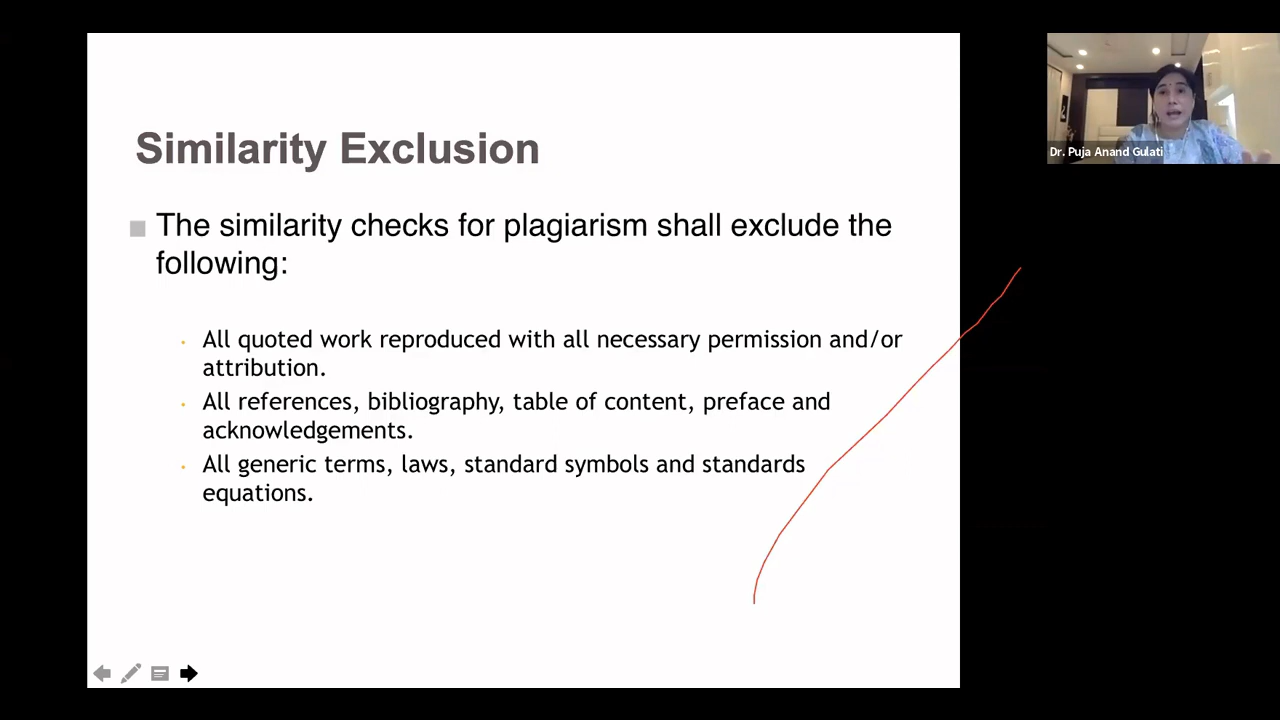 Similarity Exclusion
The similarity checks for plagiarism shall exclude the
following:
All quoted work reproduced with all necessary permission and/or
attribution.
All references, bibliography, table of content, preface and
acknowledgements.
All generic terms, laws, standard symbols and standards
equations.
Dr. Puja Anand Gulati